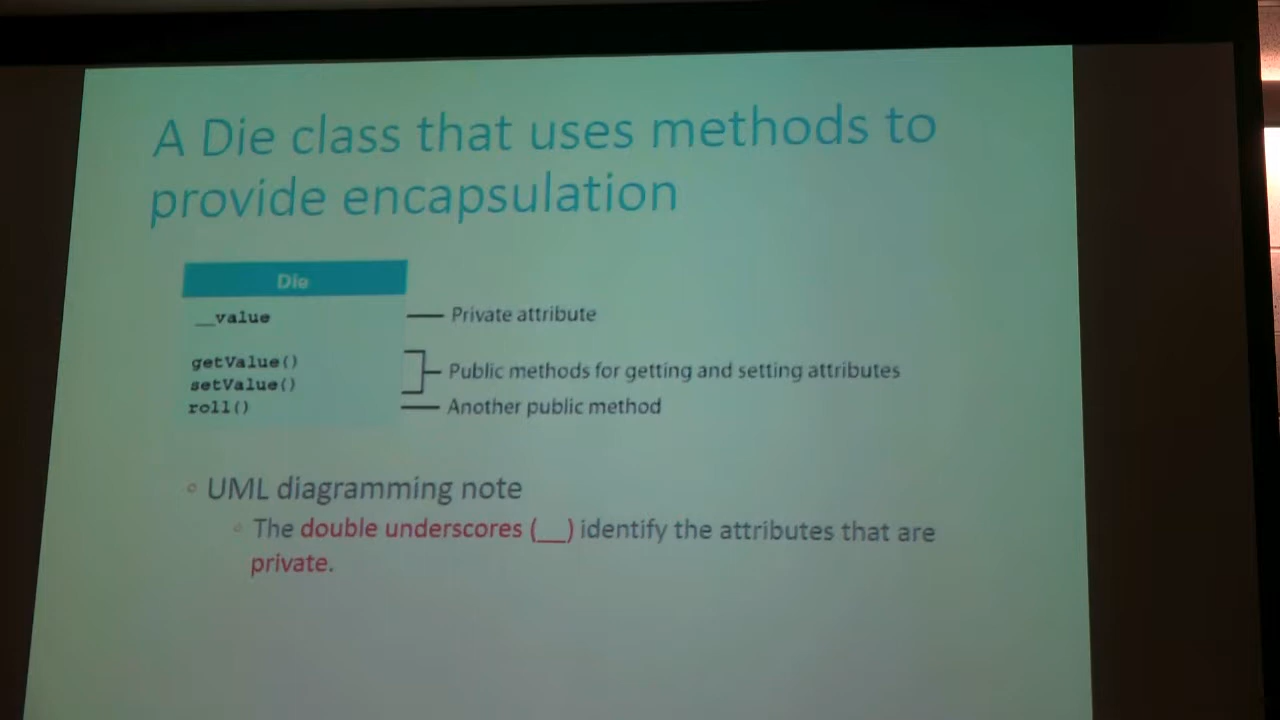 A Die class that uses methods to
provide encapsulation
Die
__value
Private attribute
getValue()
setValue()
Public methods for getting and setting attributes
roll()
Another public method
UML diagramming note
The double underscores (__) identify the attributes that are
private.